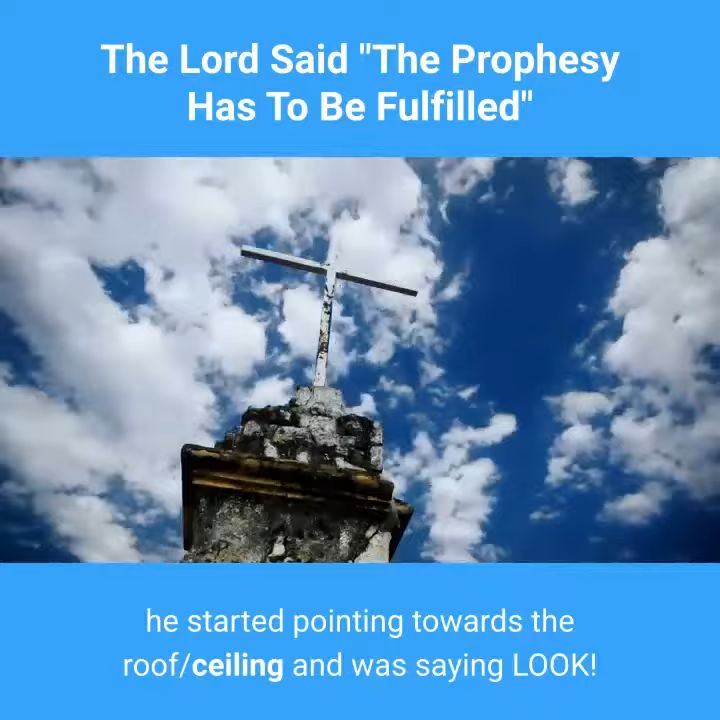 The Lord Said "The Prophesy
Has To Be Fulfilled"
he started pointing towards the
roof/ceiling and was saying LOOK!